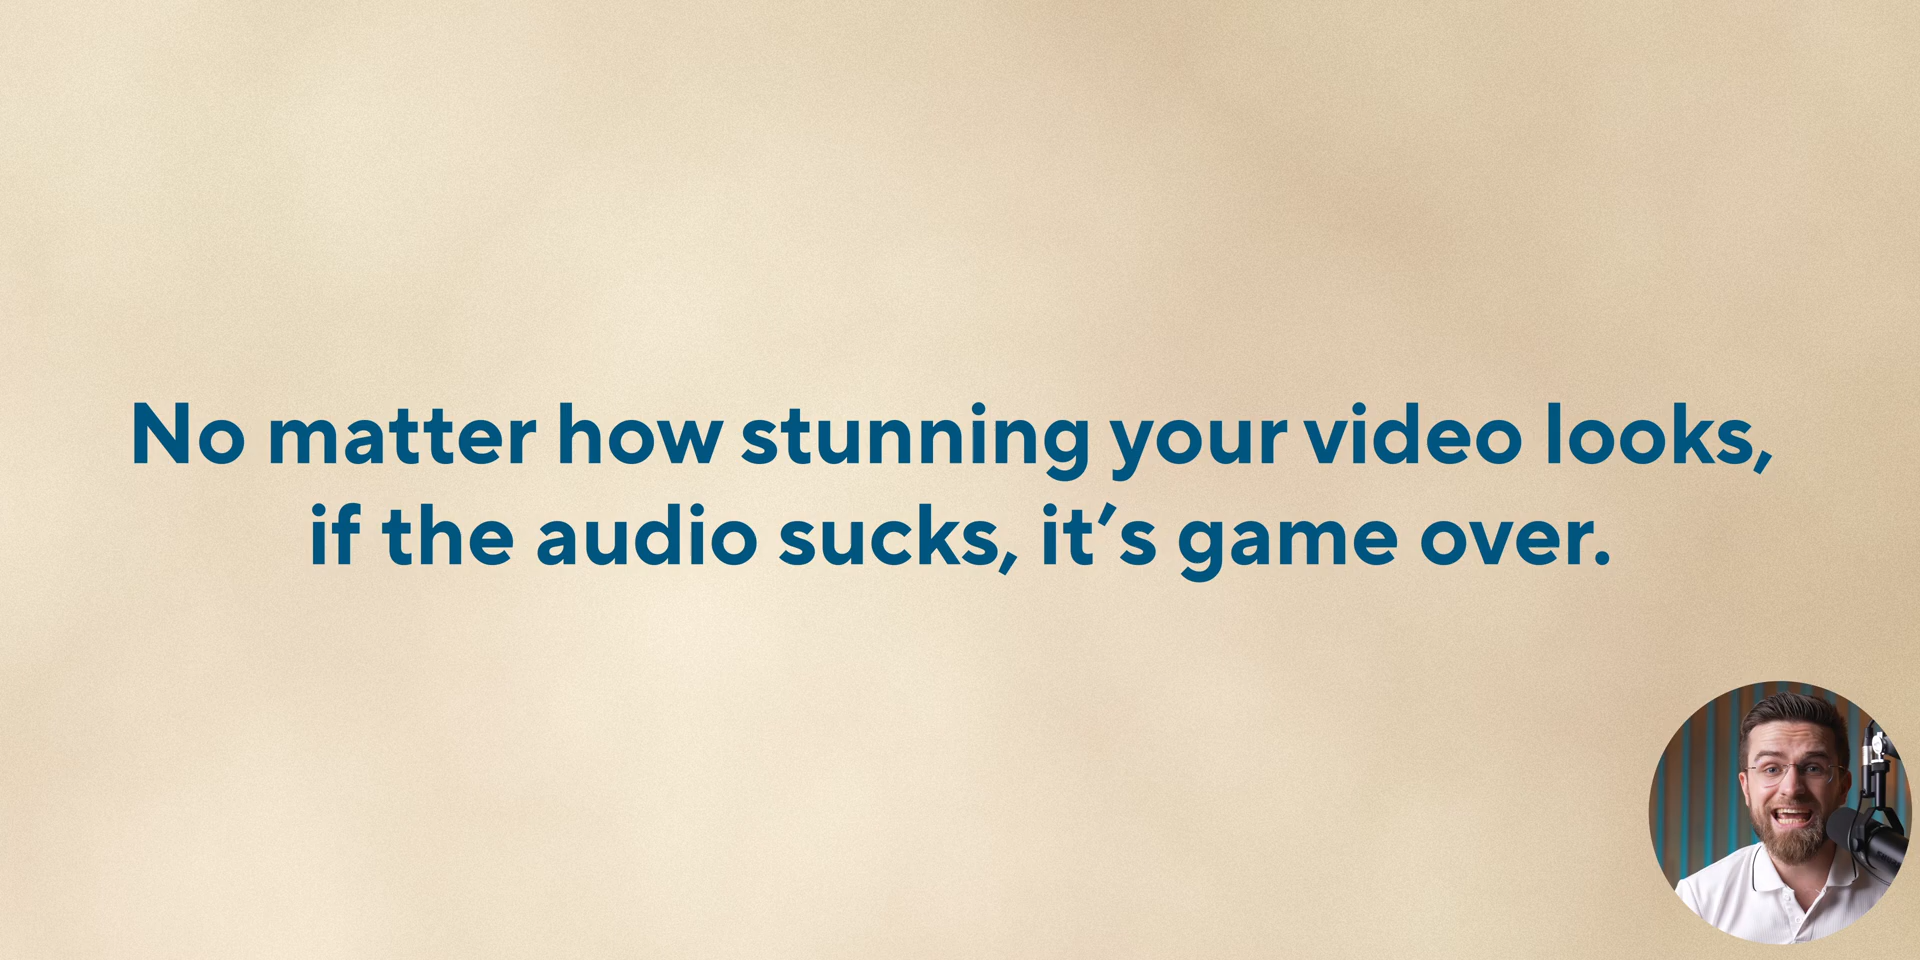 No matter how stunning your video looks,
if the audio sucks, it’s game over.